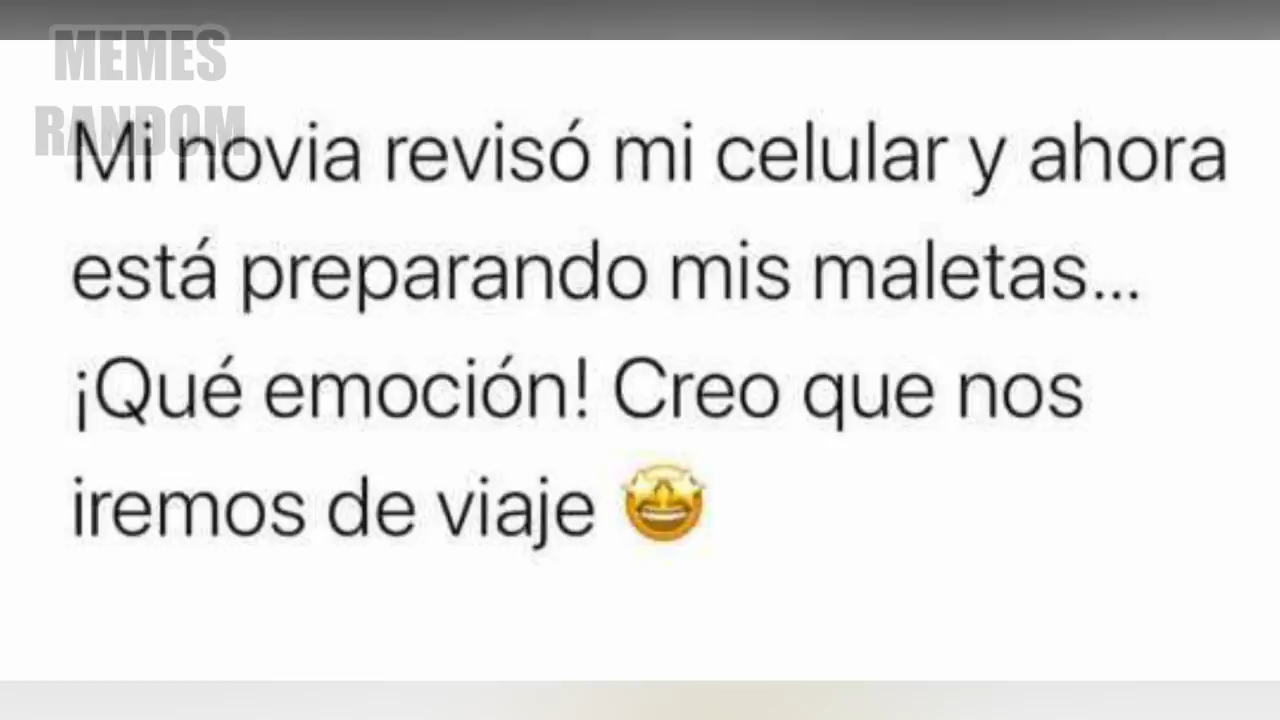 MEMES
RANDOM
Mi novia revisó mi celular y ahora
está preparando mis maletas...
¡Qué emoción! Creo que nos
iremos de viaje 🤩